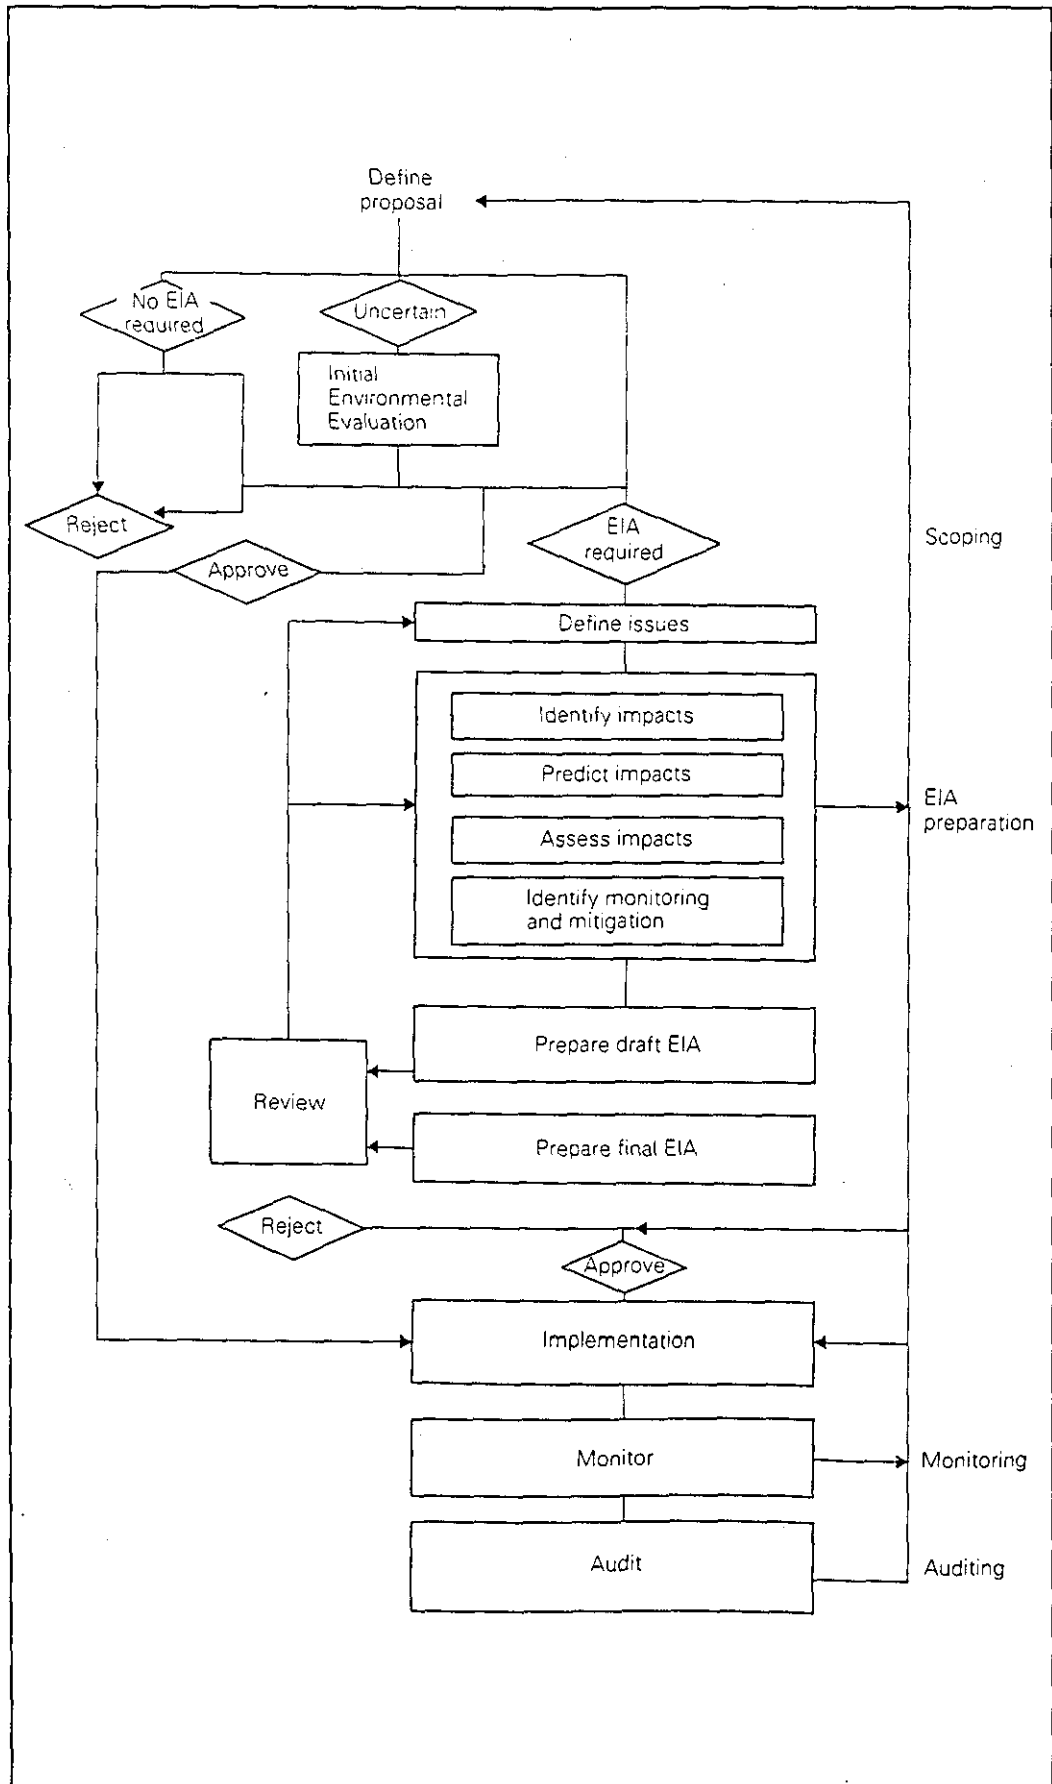 Define
proposal
No EIA
required
Uncertain
Initial
Environmental
Evaluation
Reject
EIA
required
Scoping
Approve
Define issues
Identify impacts
Predict impacts
EIA
preparation
Assess impacts
Identify monitoring
and mitigation
Prepare draft EIA
Review
Prepare final EIA
Reject
Approve
Implementation
Monitor
Monitoring
Audit
Auditing